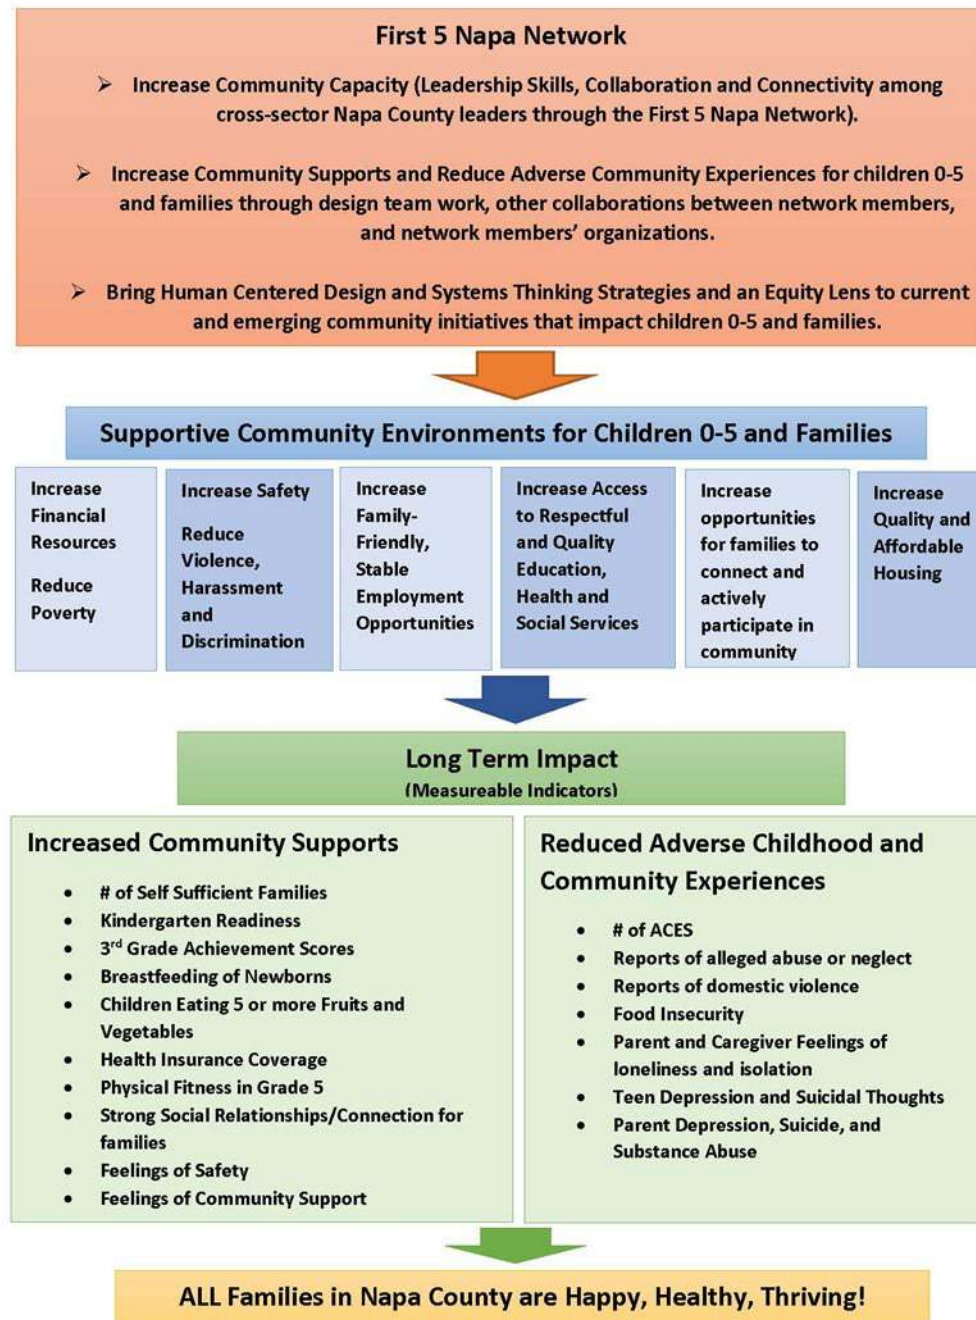 First 5 Napa Network
➢ Increase Community Capacity (Leadership Skills, Collaboration and Connectivity among
cross-sector Napa County leaders through the First 5 Napa Network).
➢ Increase Community Supports and Reduce Adverse Community Experiences for children 0-5
and families through design team work, other collaborations between network members,
and network members’ organizations.
➢ Bring Human Centered Design and Systems Thinking Strategies and an Equity Lens to current
and emerging community initiatives that impact children 0-5 and families.
Supportive Community Environments for Children 0-5 and Families
Increase
Financial
Resources
Reduce
Poverty
Increase Safety
Reduce
Violence,
Harassment
and
Discrimination
Increase
Family-
Friendly,
Stable
Employment
Opportunities
Increase Access
to Respectful
and Quality
Education,
Health and
Social Services
Increase
opportunities
for families to
connect and
actively
participate in
community
Increase
Quality and
Affordable
Housing
Long Term Impact
(Measureable Indicators)
Increased Community Supports
• # of Self Sufficient Families
• Kindergarten Readiness
• 3rd Grade Achievement Scores
• Breastfeeding of Newborns
• Children Eating 5 or more Fruits and
Vegetables
• Health Insurance Coverage
• Physical Fitness in Grade 5
• Strong Social Relationships/Connection for
families
• Feelings of Safety
• Feelings of Community Support
Reduced Adverse Childhood and
Community Experiences
• # of ACES
• Reports of alleged abuse or neglect
• Reports of domestic violence
• Food Insecurity
• Parent and Caregiver Feelings of
loneliness and isolation
• Teen Depression and Suicidal Thoughts
• Parent Depression, Suicide, and
Substance Abuse
ALL Families in Napa County are Happy, Healthy, Thriving!